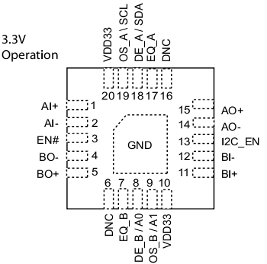 3.3V
Operation
VDD33
OS_A \ SCL
DE_A / SDA
EQ_A
DNC
20 19 18 17 16
AI+ 1
AI- 2
EN# 3
BO- 4
BO+ 5
GND
15 AO+
14 AO-
13 I2C_EN
12 BI-
11 BI+
6 7 8 9 10
DNC
EQ_B
DE_B / A0
OS_B / A1
VDD33